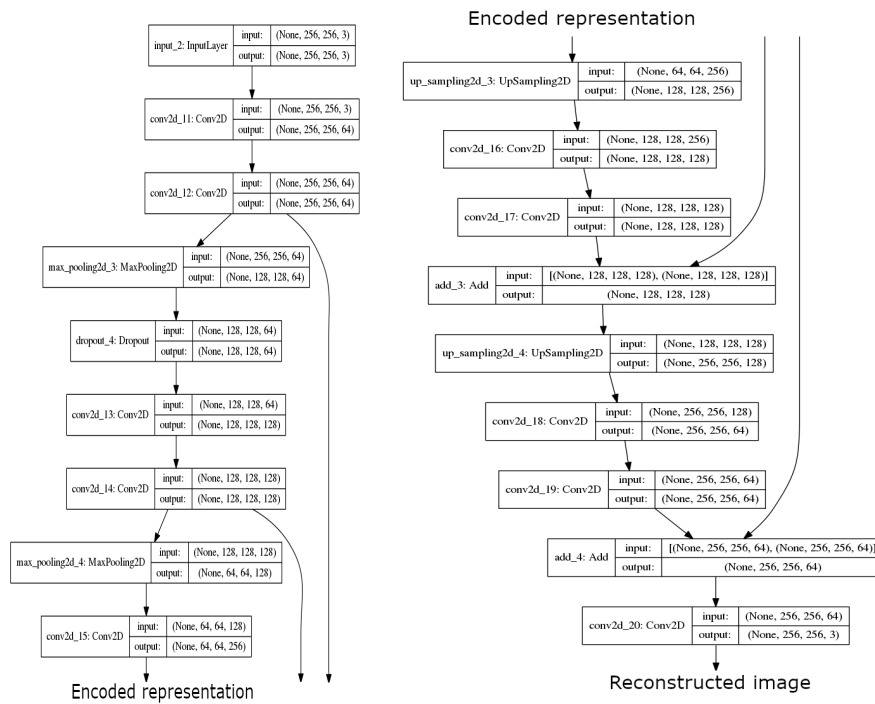 input_2: InputLayer
input:
(None, 256, 256, 3)
output:
(None, 256, 256, 3)
conv2d_11: Conv2D
input:
(None, 256, 256, 3)
output:
(None, 256, 256, 64)
conv2d_12: Conv2D
input:
(None, 256, 256, 64)
output:
(None, 256, 256, 64)
max_pooling2d_3: MaxPooling2D
input:
(None, 256, 256, 64)
output:
(None, 128, 128, 64)
dropout_4: Dropout
input:
(None, 128, 128, 64)
output:
(None, 128, 128, 64)
conv2d_13: Conv2D
input:
(None, 128, 128, 64)
output:
(None, 128, 128, 128)
conv2d_14: Conv2D
input:
(None, 128, 128, 128)
output:
(None, 128, 128, 128)
max_pooling2d_4: MaxPooling2D
input:
(None, 128, 128, 128)
output:
(None, 64, 64, 128)
conv2d_15: Conv2D
input:
(None, 64, 64, 128)
output:
(None, 64, 64, 256)
Encoded representation
Encoded representation
up_sampling2d_3: UpSampling2D
input:
(None, 64, 64, 256)
output:
(None, 128, 128, 256)
conv2d_16: Conv2D
input:
(None, 128, 128, 256)
output:
(None, 128, 128, 128)
conv2d_17: Conv2D
input:
(None, 128, 128, 128)
output:
(None, 128, 128, 128)
add_3: Add
input:
[(None, 128, 128, 128), (None, 128, 128, 128)]
output:
(None, 128, 128, 128)
up_sampling2d_4: UpSampling2D
input:
(None, 128, 128, 128)
output:
(None, 256, 256, 128)
conv2d_18: Conv2D
input:
(None, 256, 256, 128)
output:
(None, 256, 256, 64)
conv2d_19: Conv2D
input:
(None, 256, 256, 64)
output:
(None, 256, 256, 64)
add_4: Add
input:
[(None, 256, 256, 64), (None, 256, 256, 64)]
output:
(None, 256, 256, 64)
conv2d_20: Conv2D
input:
(None, 256, 256, 64)
output:
(None, 256, 256, 3)
Reconstructed image